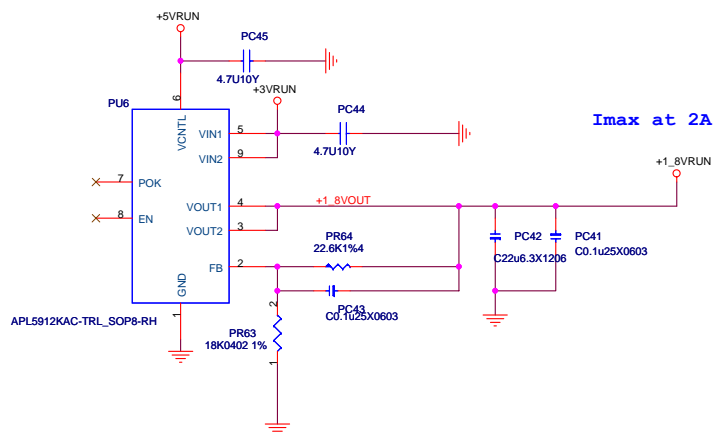 +5VRUN
PC45
4.7U10Y
+3VRUN
PU6
6
VCNTL
VIN1
5
VIN2
9
PC44
4.7U10Y
Imax at 2A
+1_8VRUN
7
POK
8
EN
VOUT1
4
+1_8VOUT
VOUT2
3
PR64
22.6K1%4
FB
2
PC42
C22u6.3X1206
PC41
C0.1u25X0603
PC43
C0.1u25X0603
GND
1
APL5912KAC-TRL_SOP8-RH
2
PR63
18K0402 1%
1